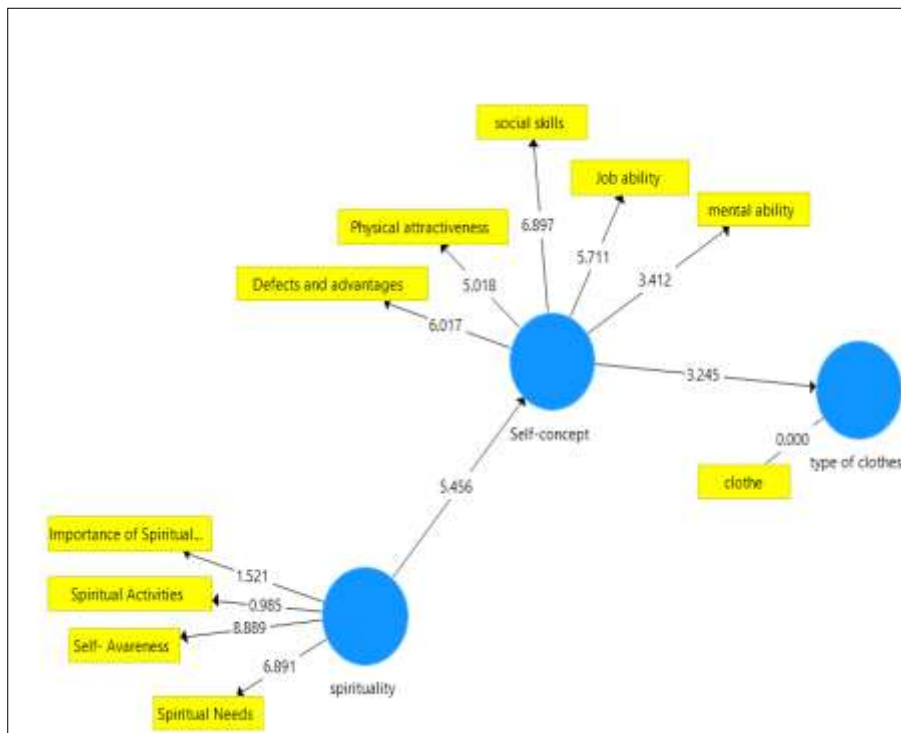 social skills
Job ability
mental ability
Physical attractiveness
Defects and advantages
6.897
5.711
3.412
5.018
6.017
3.245
Self-concept
0.000
type of clothes
clothe
5.456
Importance of Spiritual...
1.521
Spiritual Activities
0.985
Self- Avareness
8.889
6.891
spirituality
Spiritual Needs